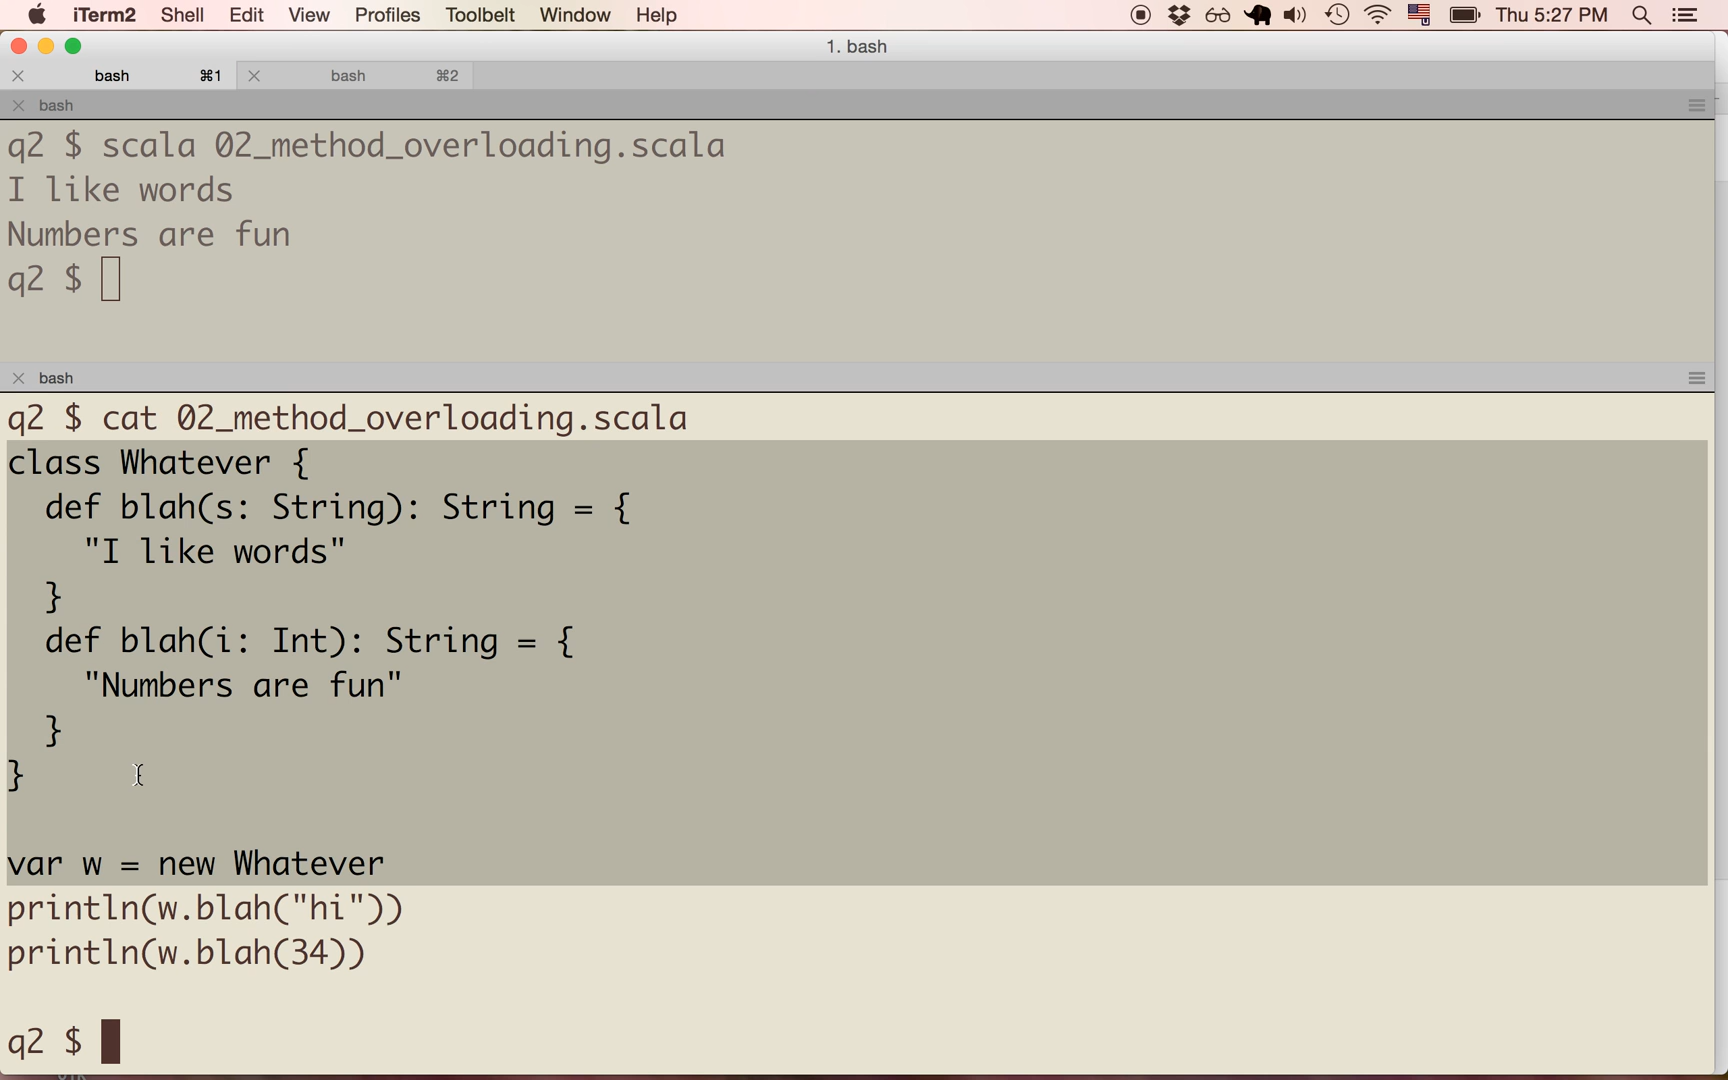 iTerm2 Shell Edit View Profiles Toolbelt Window Help Thu 5:27 PM
1. bash
bash ⌘1 bash ⌘2
bash
q2 $ scala 02_method_overloading.scala
I like words
Numbers are fun
q2 $
bash
q2 $ cat 02_method_overloading.scala
class Whatever {
  def blah(s: String): String = {
    "I like words"
  }
  def blah(i: Int): String = {
    "Numbers are fun"
  }
}
var w = new Whatever
println(w.blah("hi"))
println(w.blah(34))
q2 $